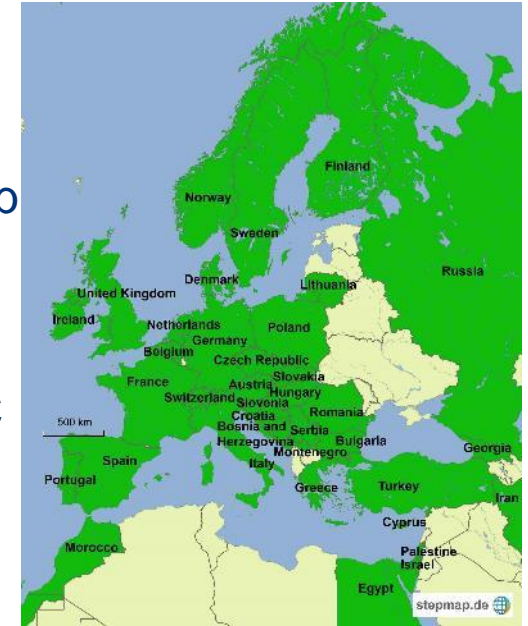 Finland
Norway
Sweden
Russia
Denmark
Lithuania
United Kingdom
Ireland
Netherlands
Poland
Germany
Belgium
Czech Republic
Slovakia
France
Austria
Hungary
Switzerland
Slovenia
Croatia
Romania
Bosnia and
Herzegovina
Serbia
500 km
Bulgaria
Montenegro
Georgia
Spain
Italy
Portugal
Greece
Turkey
Iran
Cyprus
Morocco
Palestine
Israel
Egypt
stepmap.de